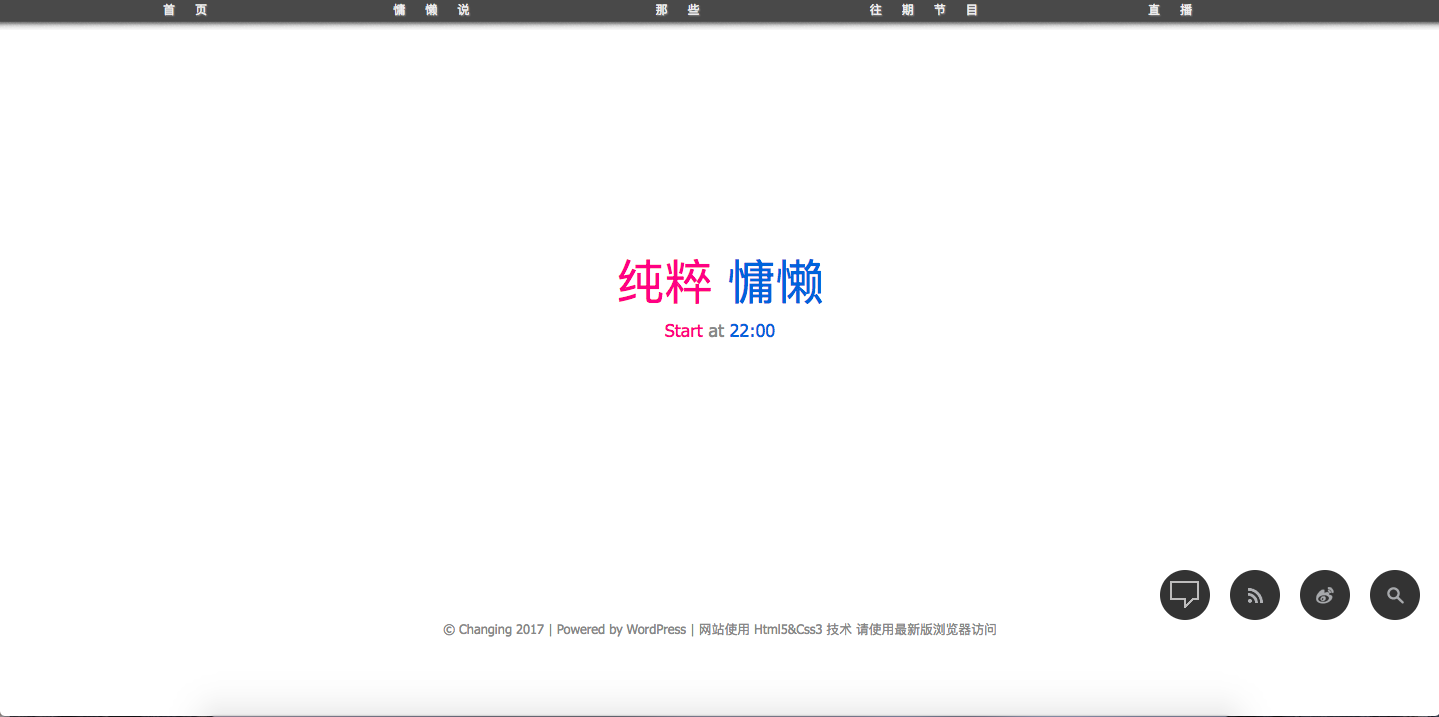 首页 慵懒说 那些 往期节目 直播
纯粹 慵懒
Start at 22:00
© Changing 2017 | Powered by WordPress | 网站使用 Html5&Css3 技术 请使用最新版浏览器访问